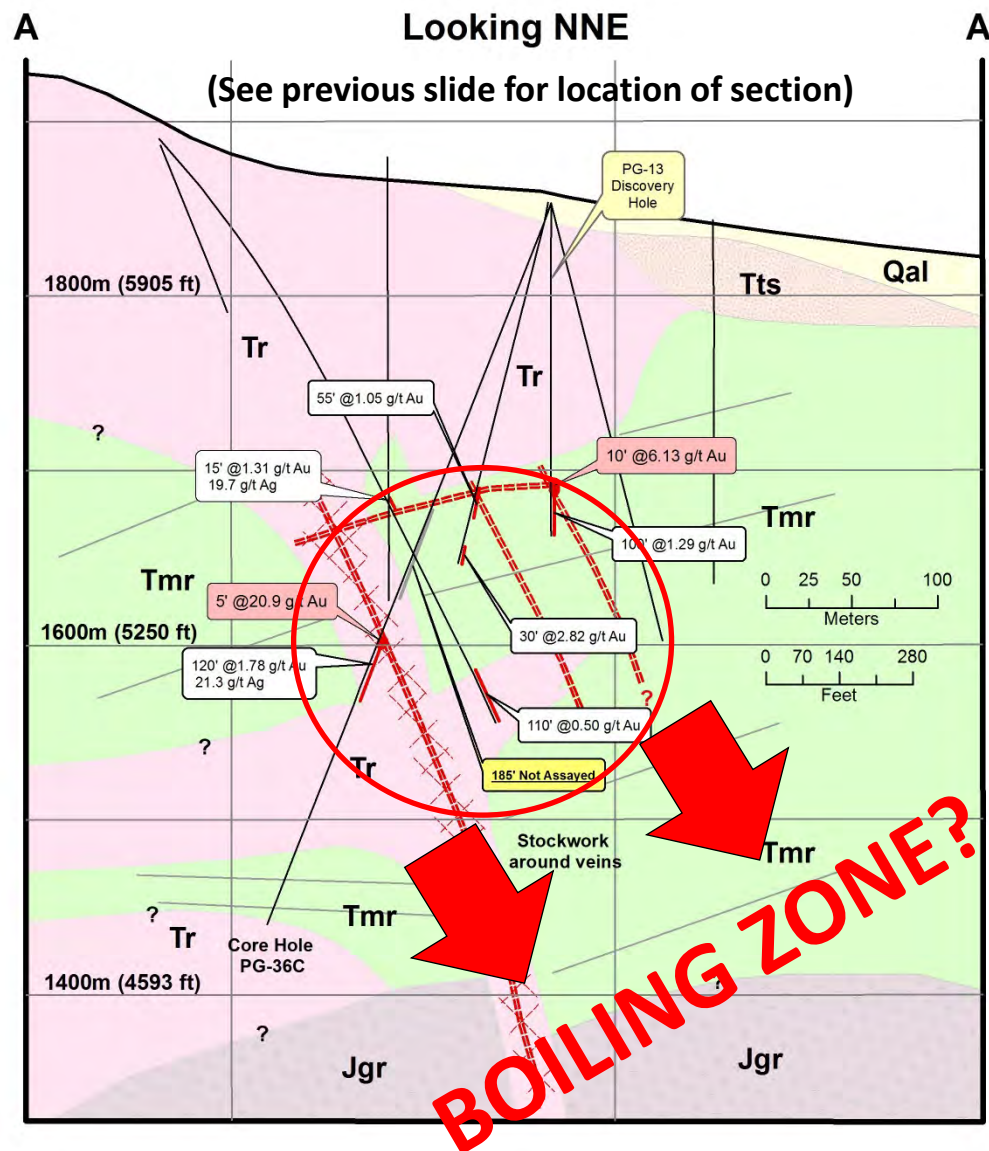 A
Looking NNE
A
(See previous slide for location of section)
PG-13
Discovery
Hole
1800m (5905 ft)
Tts
Qal
Tr
Tr
55' @1.05 g/t Au
?
15' @1.31 g/t Au
19.7 g/t Ag
10' @6.13 g/t Au
Tmr
100' @1.29 g/t Au
Tmr
0 25 50 100
Meters
5' @20.9 g/t Au
1600m (5250 ft)
30' @2.82 g/t Au
0 70 140 280
Feet
120' @1.78 g/t Au
21.3 g/t Ag
?
110' @0.50 g/t Au
?
Tr
185' Not Assayed
Stockwork
around veins
Tmr
?
Tmr
Tr
Core Hole
PG-36C
1400m (4593 ft)
?
?
Jgr
Jgr
BOILING ZONE?